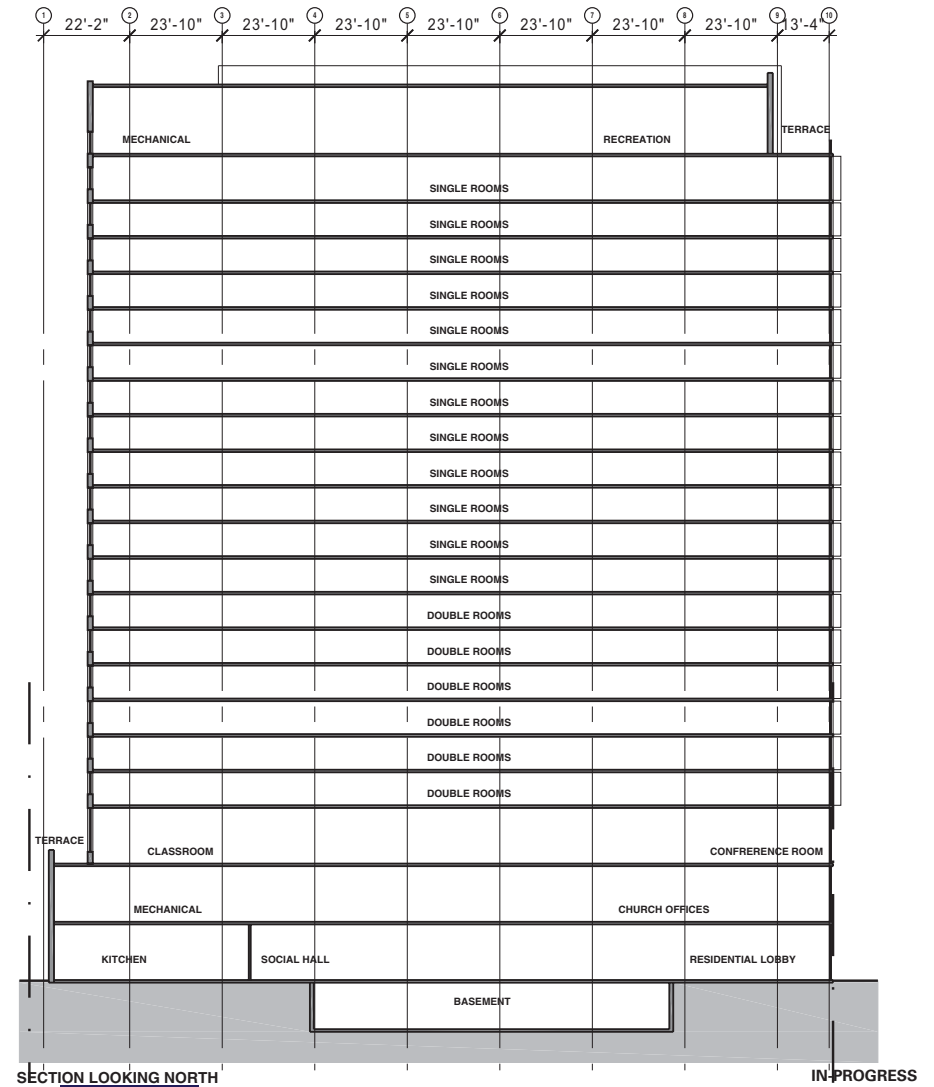 1 2 3 4 5 6 7 8 9 10
22'-2" 23'-10" 23'-10" 23'-10" 23'-10" 23'-10" 23'-10" 23'-10" 13'-4"
TERRACE
MECHANICAL RECREATION
SINGLE ROOMS
SINGLE ROOMS
SINGLE ROOMS
SINGLE ROOMS
SINGLE ROOMS
SINGLE ROOMS
SINGLE ROOMS
SINGLE ROOMS
SINGLE ROOMS
SINGLE ROOMS
SINGLE ROOMS
SINGLE ROOMS
DOUBLE ROOMS
DOUBLE ROOMS
DOUBLE ROOMS
DOUBLE ROOMS
DOUBLE ROOMS
DOUBLE ROOMS
TERRACE
CLASSROOM CONFRERENCE ROOM
MECHANICAL CHURCH OFFICES
KITCHEN SOCIAL HALL RESIDENTIAL LOBBY
BASEMENT
SECTION LOOKING NORTH IN-PROGRESS